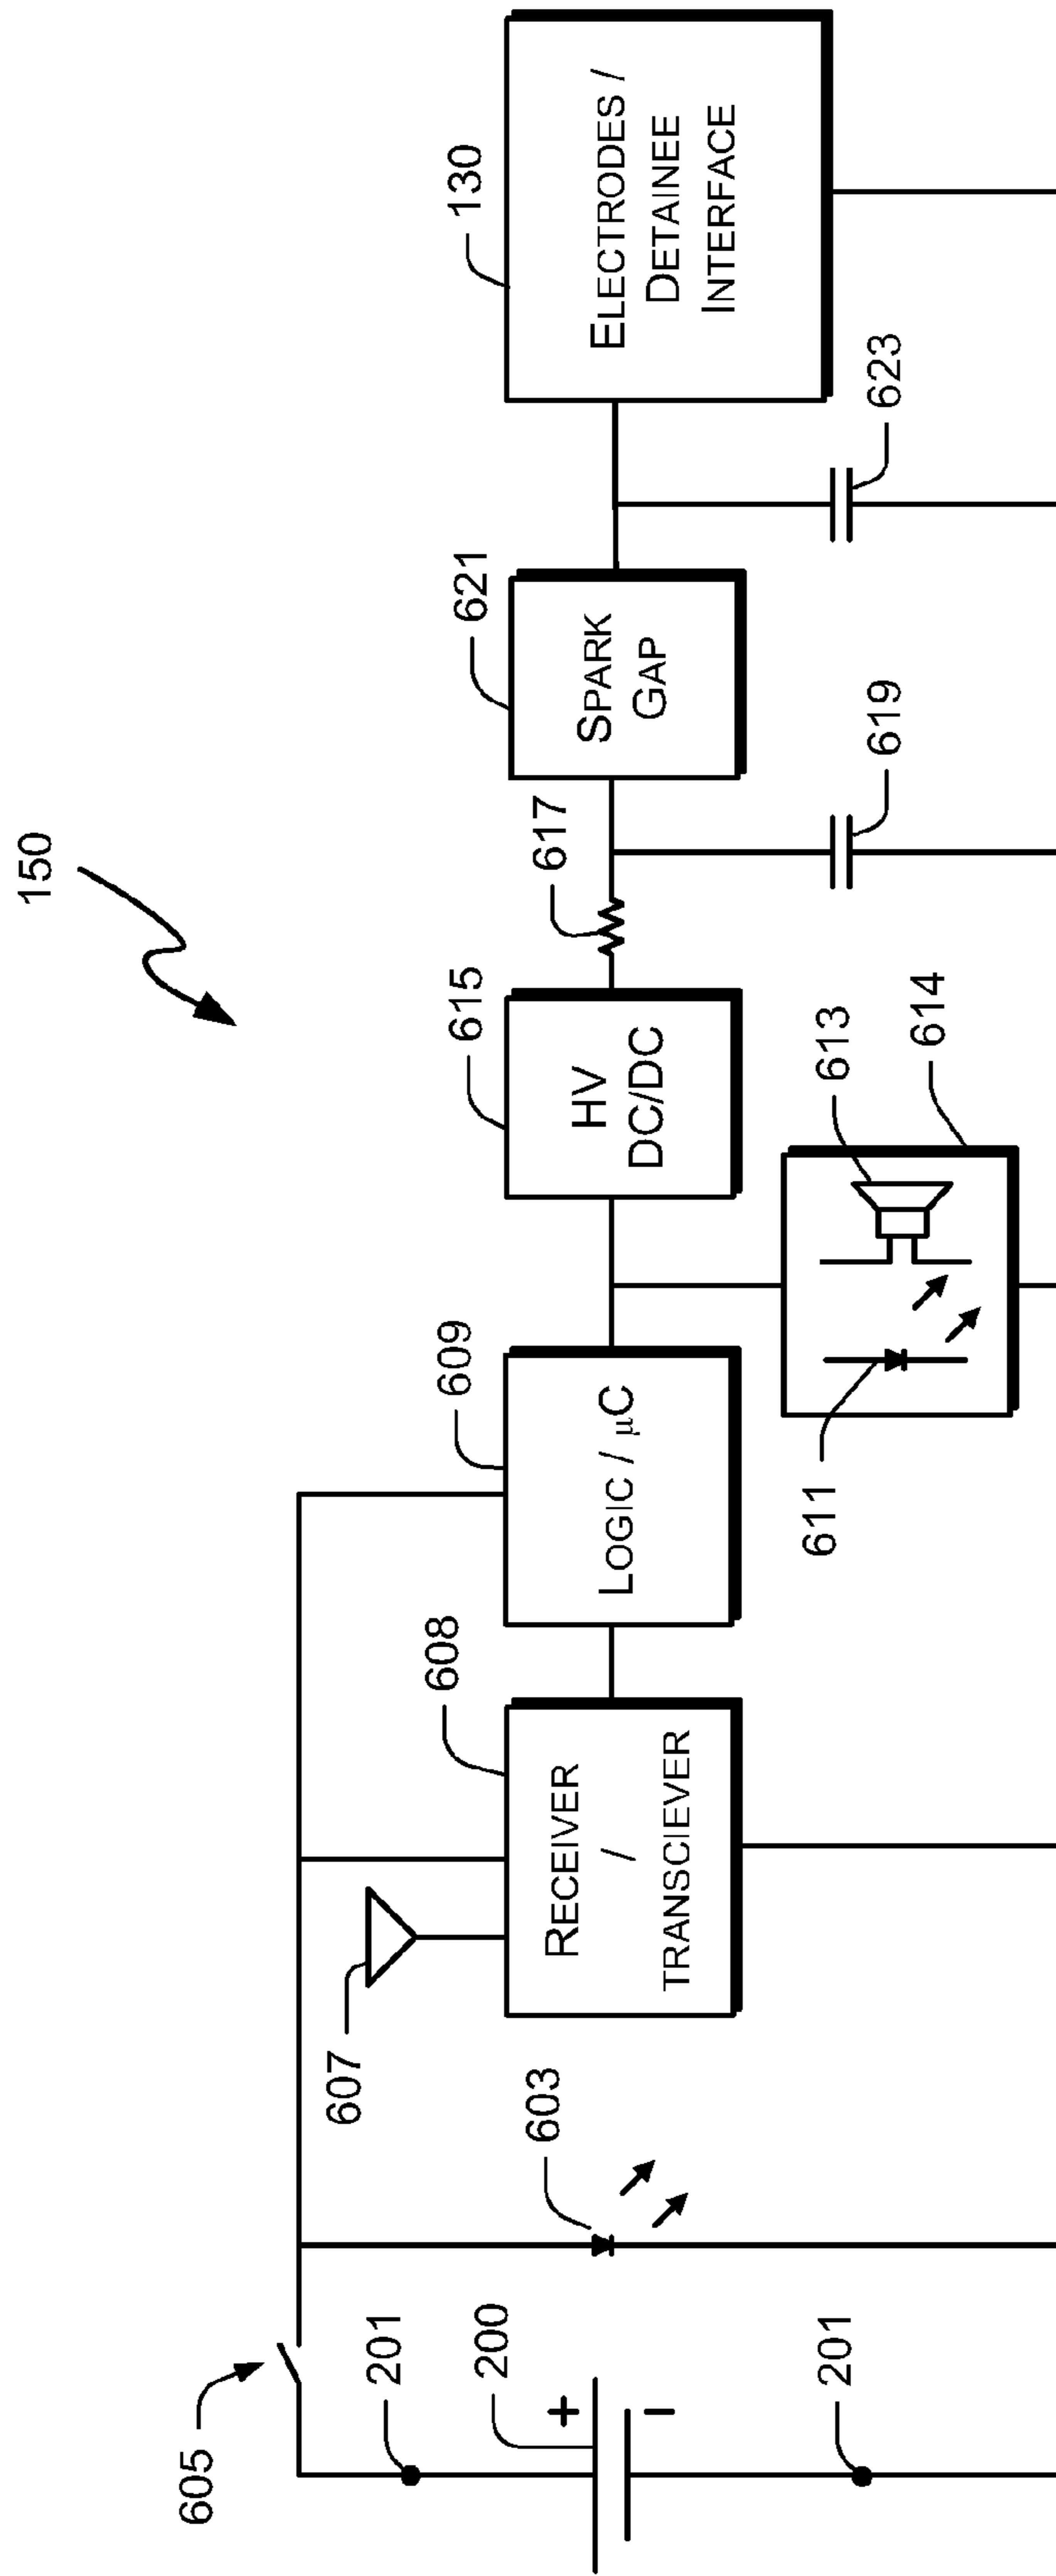 150
605
201
200
+
−
201
603
607
608
RECEIVER
/
TRANSCIEVER
609
LOGIC / μC
611
613
614
615
HV
DC/DC
617
619
621
SPARK
GAP
623
130
ELECTRODES /
DETAINEE
INTERFACE